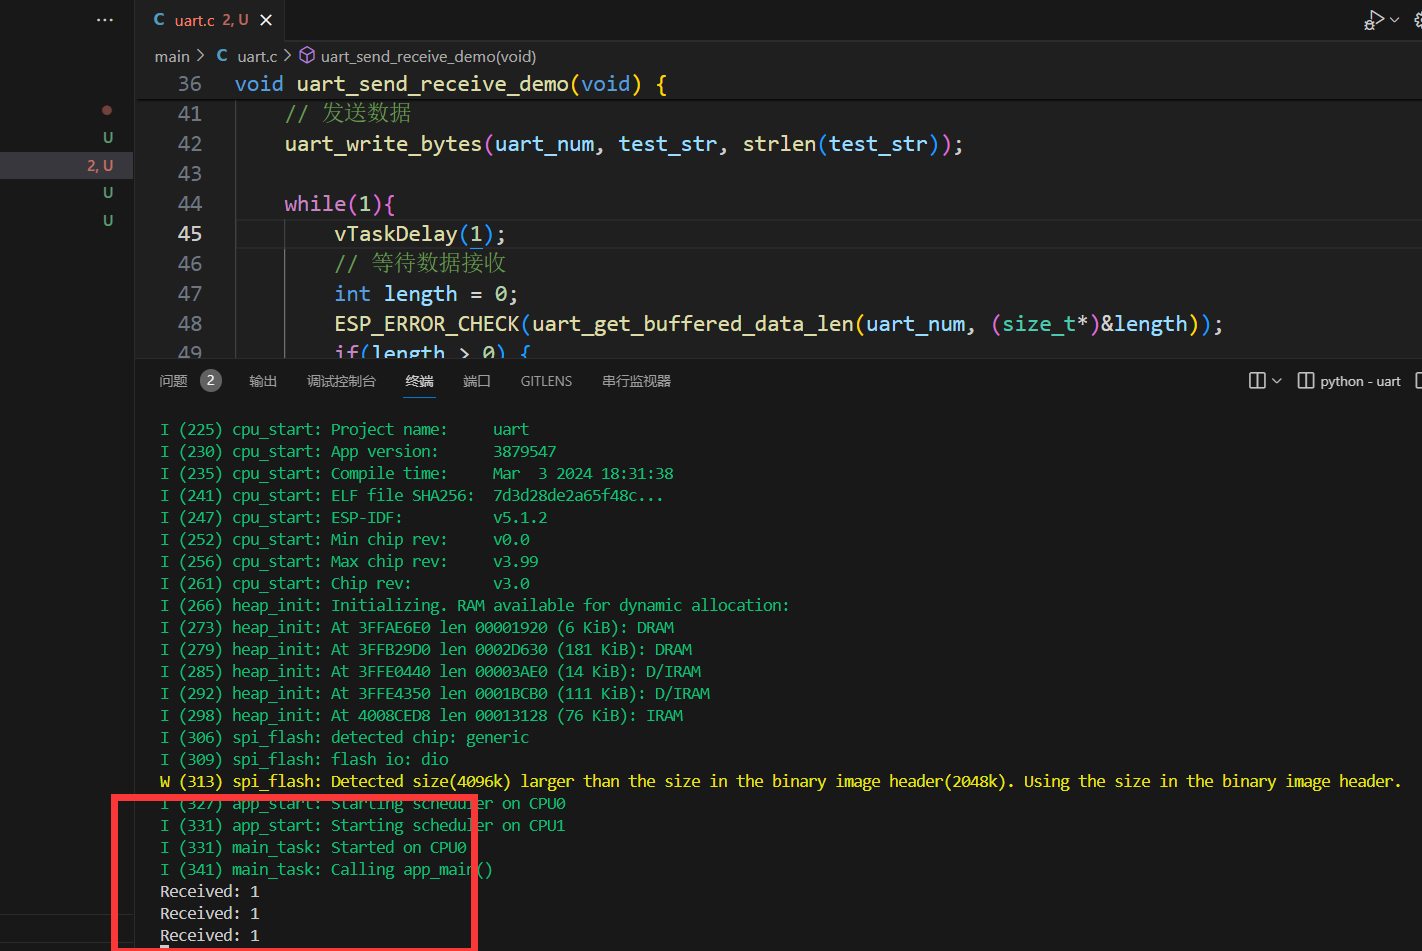 uart.c 2, U
main > uart.c > uart_send_receive_demo(void)
36 void uart_send_receive_demo(void) {
41 // 发送数据
U
42 uart_write_bytes(uart_num, test_str, strlen(test_str));
2, U
43
U
44 while(1){
U
45 vTaskDelay(1);
46 // 等待数据接收
47 int length = 0;
48 ESP_ERROR_CHECK(uart_get_buffered_data_len(uart_num, (size_t*)&length));
49 if(length > 0) {
问题 2 输出 调试控制台 终端 端口 GITLENS 串行监视器 python - uart
I (225) cpu_start: Project name:     uart
I (230) cpu_start: App version:      3879547
I (235) cpu_start: Compile time:     Mar  3 2024 18:31:38
I (241) cpu_start: ELF file SHA256:  7d3d28de2a65f48c...
I (247) cpu_start: ESP-IDF:          v5.1.2
I (252) cpu_start: Min chip rev:     v0.0
I (256) cpu_start: Max chip rev:     v3.99
I (261) cpu_start: Chip rev:         v3.0
I (266) heap_init: Initializing. RAM available for dynamic allocation:
I (273) heap_init: At 3FFAE6E0 len 00001920 (6 KiB): DRAM
I (279) heap_init: At 3FFB29D0 len 0002D630 (181 KiB): DRAM
I (285) heap_init: At 3FFE0440 len 00003AE0 (14 KiB): D/IRAM
I (292) heap_init: At 3FFE4350 len 0001BCB0 (111 KiB): D/IRAM
I (298) heap_init: At 4008CED8 len 00013128 (76 KiB): IRAM
I (306) spi_flash: detected chip: generic
I (309) spi_flash: flash io: dio
W (313) spi_flash: Detected size(4096k) larger than the size in the binary image header(2048k). Using the size in the binary image header.
I (327) app_start: Starting scheduler on CPU0
I (331) app_start: Starting scheduler on CPU1
I (331) main_task: Started on CPU0
I (341) main_task: Calling app_main()
Received: 1
Received: 1
Received: 1